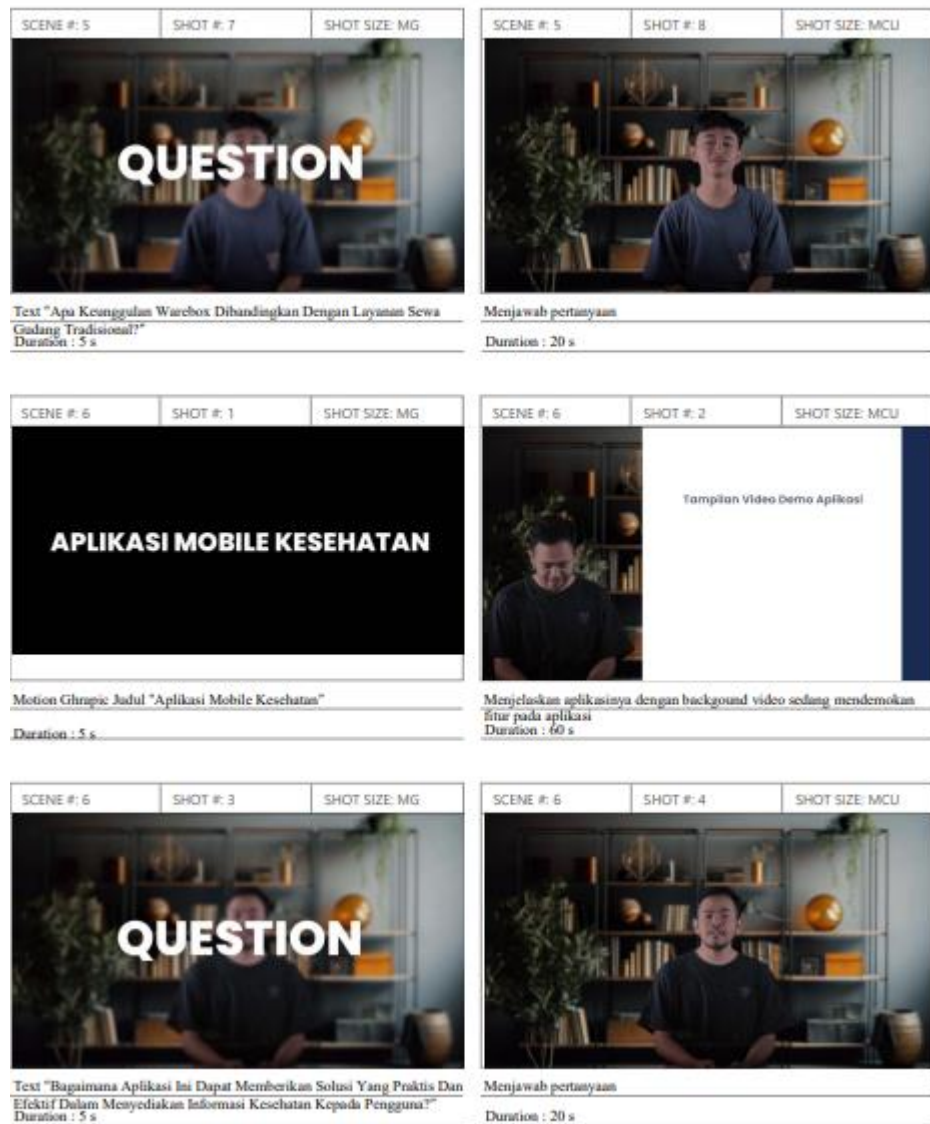 SCENE #: 5 SHOT #: 7 SHOT SIZE: MG
QUESTION
Text "Apa Keunggulan Warebox Dibandingkan Dengan Layanan Sewa
Gudang Tradisional?"
Duration : 5 s
SCENE #: 5 SHOT #: 8 SHOT SIZE: MCU
Menjawab pertanyaan
Duration : 20 s
SCENE #: 6 SHOT #: 1 SHOT SIZE: MG
APLIKASI MOBILE KESEHATAN
Motion Ghrapic Judul "Aplikasi Mobile Kesehatan"
Duration : 5 s
SCENE #: 6 SHOT #: 2 SHOT SIZE: MCU
Tampilan Video Demo Aplikasi
Menjelaskan aplikasinya dengan backgound video sedang mendemokan
fitur pada aplikasi
Duration : 60 s
SCENE #: 6 SHOT #: 3 SHOT SIZE: MG
QUESTION
Text "Bagaimana Aplikasi Ini Dapat Memberikan Solusi Yang Praktis Dan
Efektif Dalam Menyediakan Informasi Kesehatan Kepada Pengguna?"
Duration : 5 s
SCENE #: 6 SHOT #: 4 SHOT SIZE: MCU
Menjawab pertanyaan
Duration : 20 s